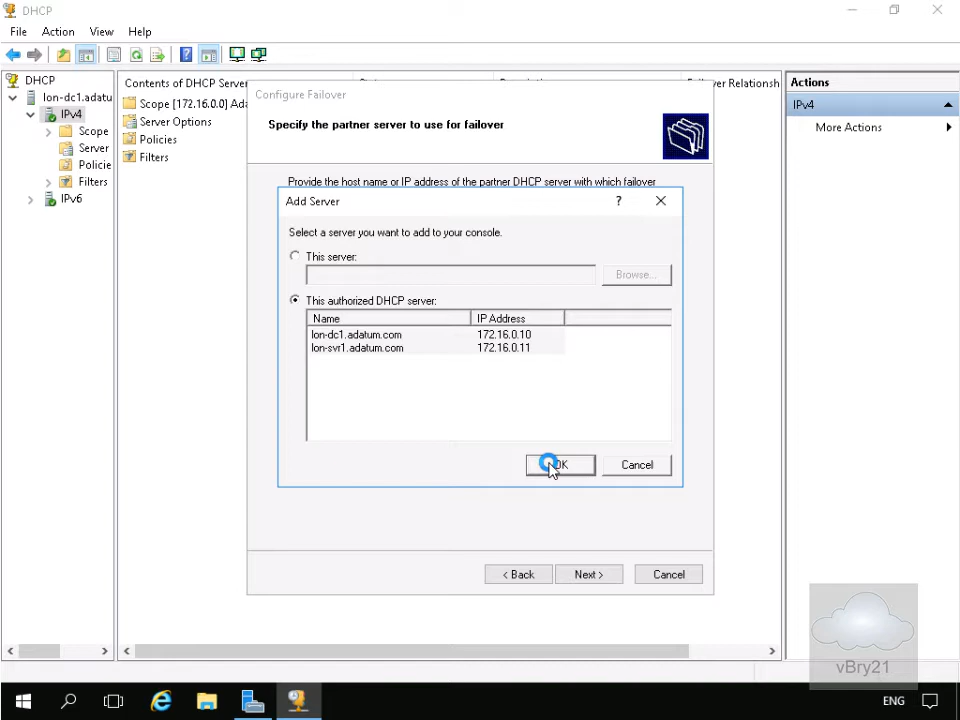 DHCP
File Action View Help
DHCP
lon-dc1.adatu
IPv4
Scope
Server
Policie
Filters
IPv6
Contents of DHCP Server
Failover Relationsh
Scope [172.16.0.0] Ada
Server Options
Policies
Filters
Actions
IPv4
More Actions
Configure Failover
Specify the partner server to use for failover
Provide the host name or IP address of the partner DHCP server with which failover
Add Server
?
Select a server you want to add to your console.
This server:
Browse...
This authorized DHCP server:
Name IP Address
lon-dc1.adatum.com 172.16.0.10
lon-svr1.adatum.com 172.16.0.11
OK Cancel
< Back Next > Cancel
vBry21
ENG